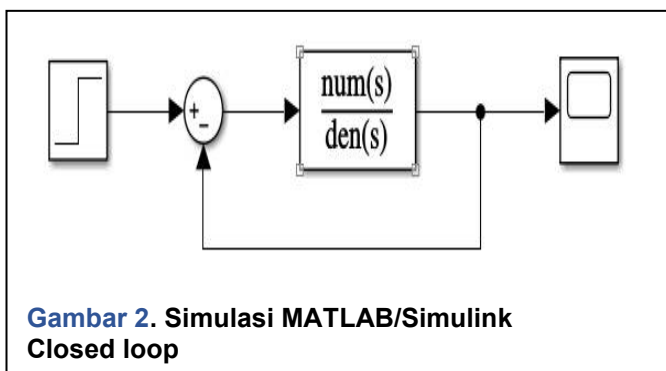 num(s)
den(s)
+
-
Gambar 2. Simulasi MATLAB/Simulink
Closed loop